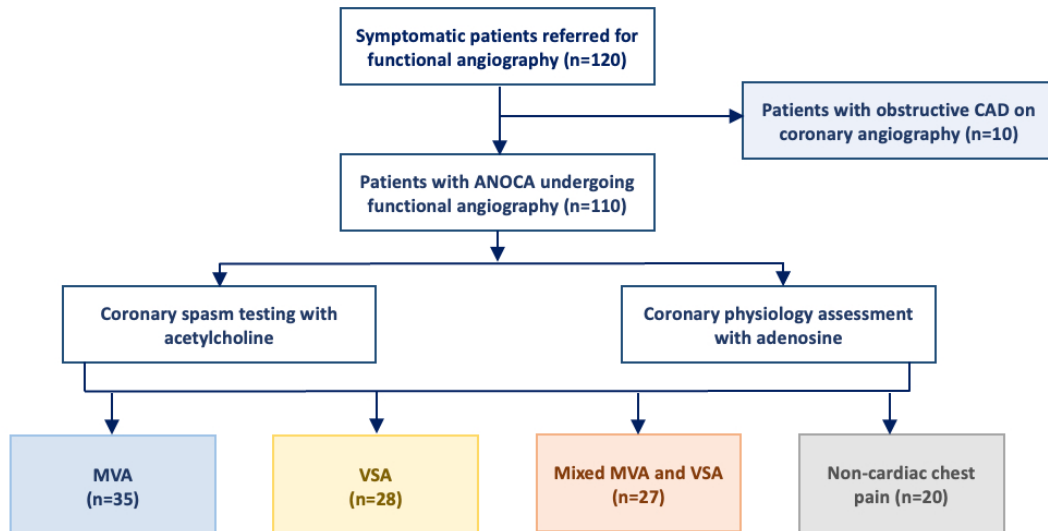 Symptomatic patients referred for
functional angiography (n=120)
Patients with obstructive CAD on
coronary angiography (n=10)
Patients with ANOCA undergoing
functional angiography (n=110)
Coronary spasm testing with
acetylcholine
Coronary physiology assessment
with adenosine
MVA
(n=35)
VSA
(n=28)
Mixed MVA and VSA
(n=27)
Non-cardiac chest
pain (n=20)